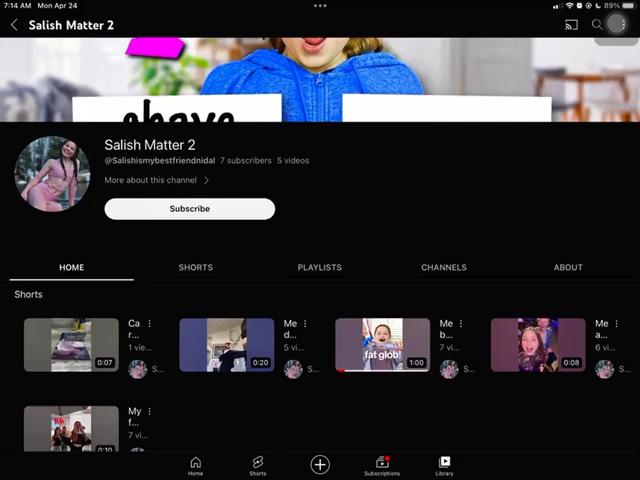 7:14 AM Mon Apr 24
89%
Salish Matter 2
shave
Salish Matter 2
@Salishismybestfriendnidal 7 subscribers 5 videos
More about this channel
Subscribe
HOME SHORTS PLAYLISTS CHANNELS ABOUT
Shorts
Ca
r...
1 vie...
0:07
S...
Me
d...
5 vi...
0:20
S...
Me
b...
7 vi...
fat glob!
1:00
S...
Me
a...
6 vi...
0:08
S...
My
f...
7 vi...
0:10
Home Shorts Subscriptions Library